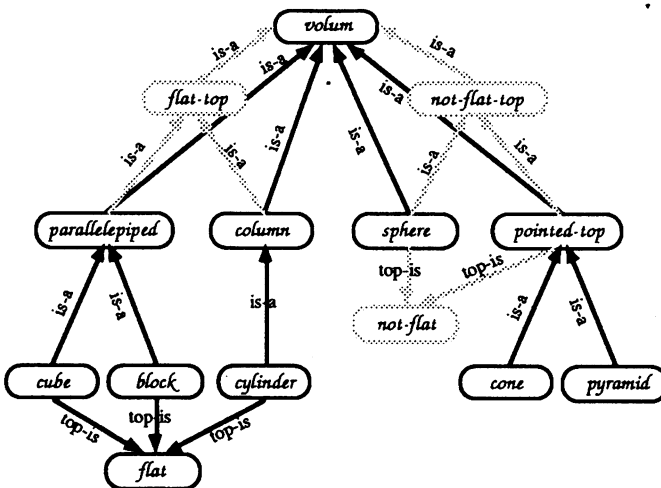 volum
is-a
is-a
is-a
is-a
flat-top
not-flat-top
is-a
is-a
is-a
is-a
is-a
is-a
parallelepiped
column
sphere
pointed-top
top-is
top-is
is-a
is-a
is-a
not-flat
is-a
is-a
cube
block
cylinder
cone
pyramid
top-is
top-is
top-is
flat